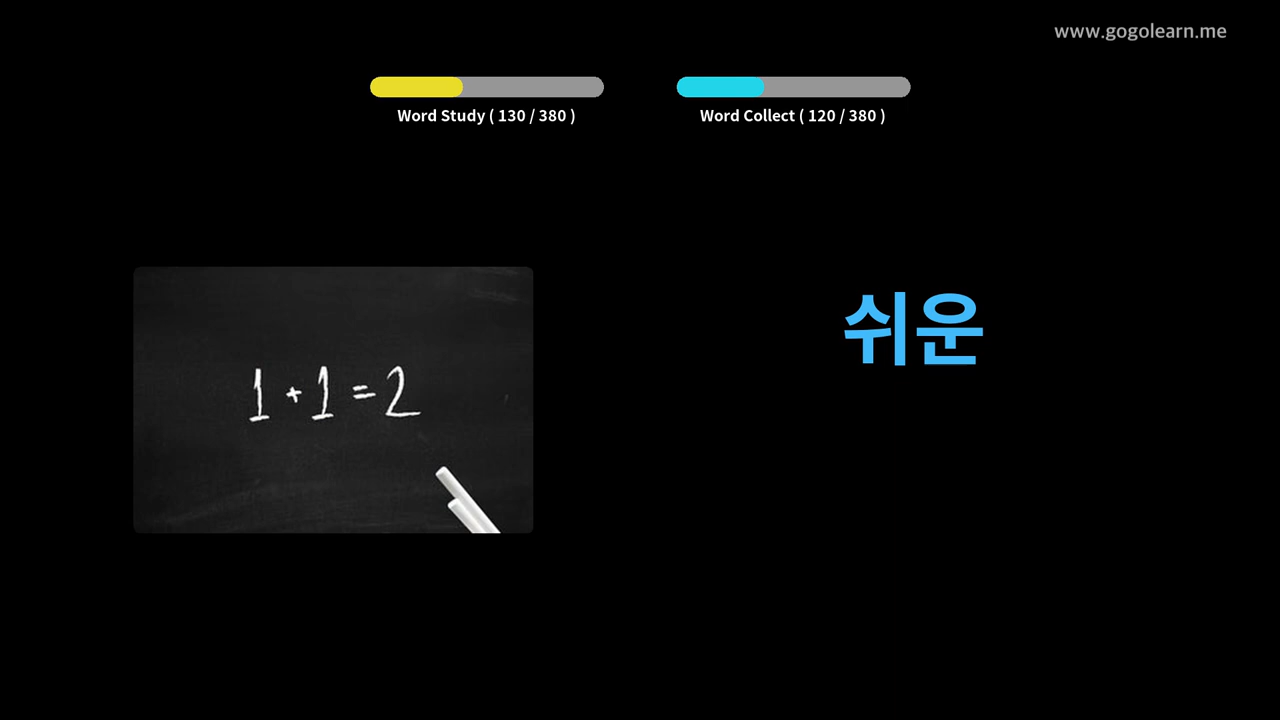 www.gogolearn.me
Word Study ( 130 / 380 )
Word Collect ( 120 / 380 )
1 + 1 = 2
쉬운